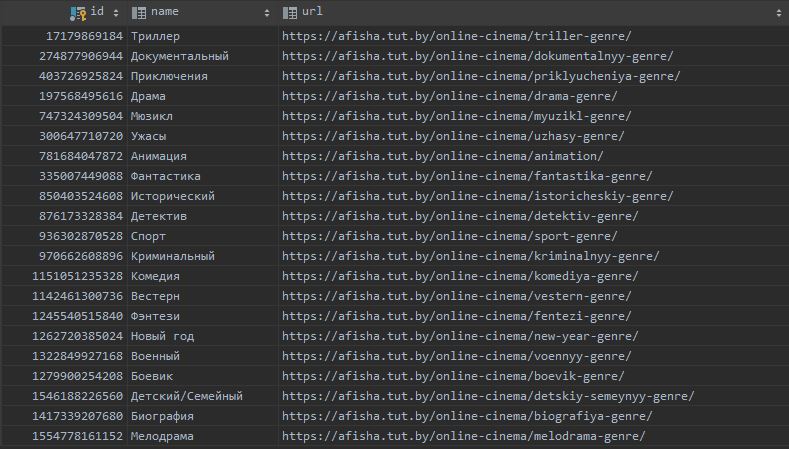 id name url
17179869184 Триллер https://afisha.tut.by/online-cinema/triller-genre/
274877906944 Документальный https://afisha.tut.by/online-cinema/dokumentalnyy-genre/
403726925824 Приключения https://afisha.tut.by/online-cinema/priklyucheniya-genre/
197568495616 Драма https://afisha.tut.by/online-cinema/drama-genre/
747324309504 Мюзикл https://afisha.tut.by/online-cinema/myuzikl-genre/
300647710720 Ужасы https://afisha.tut.by/online-cinema/uzhasy-genre/
781684047872 Анимация https://afisha.tut.by/online-cinema/animation/
335007449088 Фантастика https://afisha.tut.by/online-cinema/fantastika-genre/
850403524608 Исторический https://afisha.tut.by/online-cinema/istoricheskiy-genre/
876173328384 Детектив https://afisha.tut.by/online-cinema/detektiv-genre/
936302870528 Спорт https://afisha.tut.by/online-cinema/sport-genre/
970662608896 Криминальный https://afisha.tut.by/online-cinema/kriminalnyy-genre/
1151051235328 Комедия https://afisha.tut.by/online-cinema/komediya-genre/
1142461300736 Вестерн https://afisha.tut.by/online-cinema/vestern-genre/
1245540515840 Фэнтези https://afisha.tut.by/online-cinema/fentezi-genre/
1262720385024 Новый год https://afisha.tut.by/online-cinema/new-year-genre/
1322849927168 Военный https://afisha.tut.by/online-cinema/voennyy-genre/
1279900254208 Боевик https://afisha.tut.by/online-cinema/boevik-genre/
1546188226560 Детский/Семейный https://afisha.tut.by/online-cinema/detskiy-semeynyy-genre/
1417339207680 Биография https://afisha.tut.by/online-cinema/biografiya-genre/
1554778161152 Мелодрама https://afisha.tut.by/online-cinema/melodrama-genre/